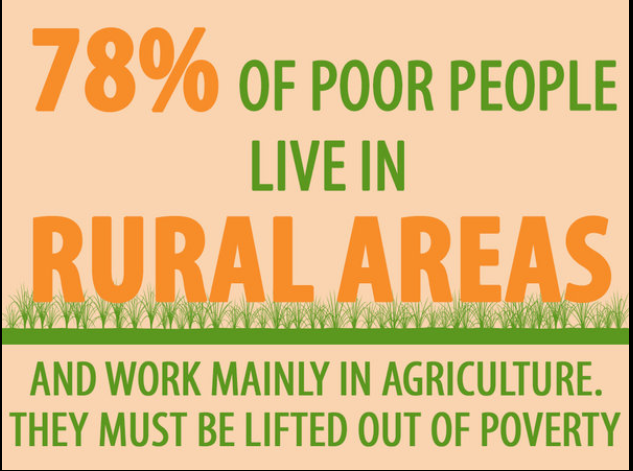 78% OF POOR PEOPLE
LIVE IN
RURAL AREAS
AND WORK MAINLY IN AGRICULTURE.
THEY MUST BE LIFTED OUT OF POVERTY